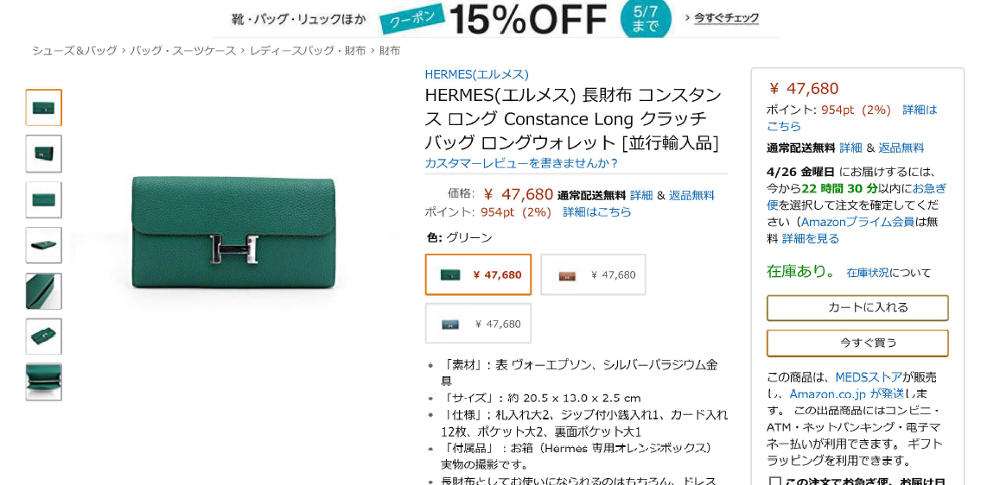 靴・バッグ・リュックほか クーポン 15%OFF 5/7まで › 今すぐチェック
シューズ＆バッグ › バッグ・スーツケース › レディースバッグ・財布 › 財布
HERMES(エルメス)
HERMES(エルメス) 長財布 コンスタン
ス ロング Constance Long クラッチ
バッグ ロングウォレット [並行輸入品]
カスタマーレビューを書きませんか？
価格: ￥ 47,680 通常配送無料 詳細 & 返品無料
ポイント: 954pt (2%) 詳細はこちら
色: グリーン
￥ 47,680
￥ 47,680
￥ 47,680
「素材」: 表 ヴォーエプソン、シルバーパラジウム金
具
「サイズ」: 約 20.5 x 13.0 x 2.5 cm
「仕様」: 札入れ大2、ジップ付小銭入れ1、カード入れ
12枚、ポケット大2、裏面ポケット大1
「付属品」：お箱（Hermes 専用オレンジボックス）
実物の撮影です。
長財布としてお使いになられるのはもちろん、ドレス
￥ 47,680
ポイント: 954pt (2%) 詳細は
こちら
通常配送無料 詳細 & 返品無料
4/26 金曜日 にお届けするには、
今から22 時間 30 分以内にお急ぎ
便を選択して注文を確定してくだ
さい（Amazonプライム会員は無
料 詳細を見る
在庫あり。 在庫状況について
カートに入れる
今すぐ買う
この商品は、MEDSストアが販売
し、Amazon.co.jp が発送しま
す。 この出品商品にはコンビニ・
ATM・ネットバンキング・電子マ
ネー払いが利用できます。 ギフト
ラッピングを利用できます。
この注文でお急ぎ便、お届け日